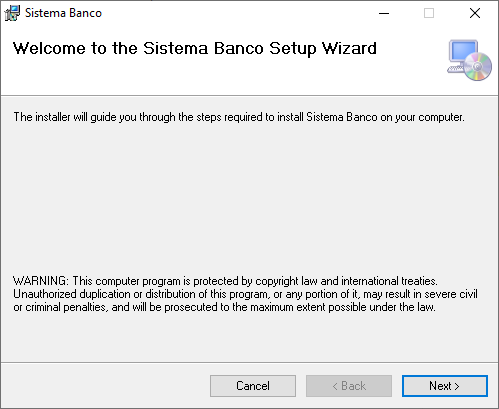 Sistema Banco
Welcome to the Sistema Banco Setup Wizard
The installer will guide you through the steps required to install Sistema Banco on your computer.
WARNING: This computer program is protected by copyright law and international treaties.
Unauthorized duplication or distribution of this program, or any portion of it, may result in severe civil
or criminal penalties, and will be prosecuted to the maximum extent possible under the law.
Cancel
< Back
Next >